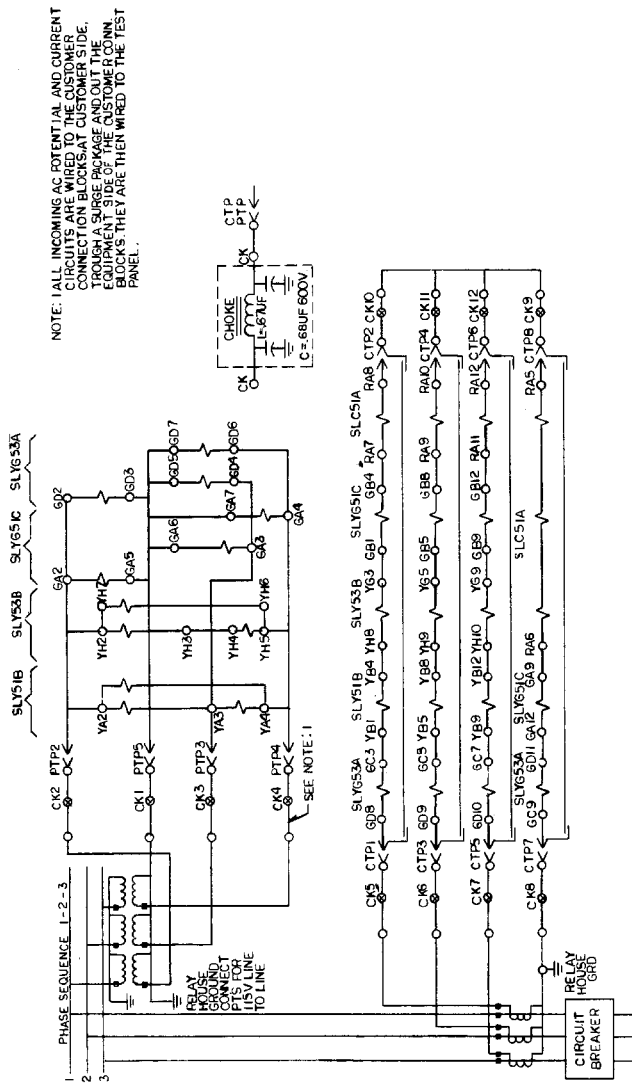 NOTE: 1 ALL INCOMING AC POTENTIAL AND CURRENT
CIRCUITS ARE WIRED TO THE CUSTOMER
CONNECTION BLOCKS, AT CUSTOMER SIDE,
TROUGH A SURGE PACKAGE AND OUT THE
EQUIPMENT SIDE OF THE CUSTOMER CONN.
BLOCKS. THEY ARE THEN WIRED TO THE TEST
PANEL.
PHASE SEQUENCE 1-2-3
1
2
3
RELAY
HOUSE
GROUND
CONNECT
PTS FOR
115V LINE
TO LINE
SLY51B SLY53B SLYG51C SLYG53A
CK2 PTP2 GA2 GD2
CK1 PTP5
CK3 PTP3
CK4 PTP4
SEE NOTE: 1
YA2 YA3 YA4
YH2 YH7 YH3 YH4 YH5 YH6
GA5 GA6 GA3 GA7 GA4
GD3 GD5 GD7 GD4 GD6
CK
CHOKE
L=.67UF
C=.68UF 600V
CK
CTP
PTP
SLYG53A SLY51B SLY53B SLYG51C SLC51A
CK5 CTP1 GD8 GC3 YB1 YB4 YH8 YG3 GB1 GB4 RA7 RA8 CTP2 CK10
CK6 CTP3 GD9 GC5 YB5 YB8 YH9 YG5 GB5 GB8 RA9 RA10 CTP4 CK11
CK7 CTP5 GD10 GC7 YB9 YB12 YH10 YG9 GB9 GB12 RA11 RA12 CTP6 CK12
SLYG53A SLYG51C SLC51A
CK8 CTP7 GC9 GD11 GA12 GA9 RA6 RA5 CTP8 CK9
RELAY
HOUSE
GRD
CIRCUIT
BREAKER